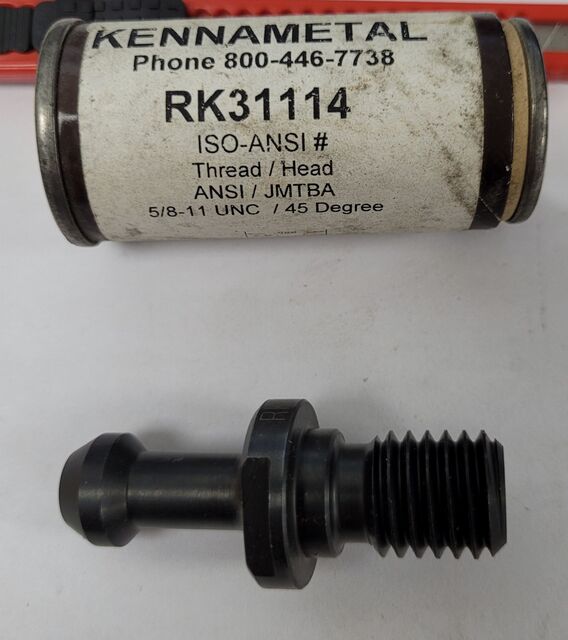 KENNAMETAL
Phone 800-446-7738
RK31114
ISO-ANSI #
Thread / Head
ANSI / JMTBA
5/8-11 UNC / 45 Degree
R